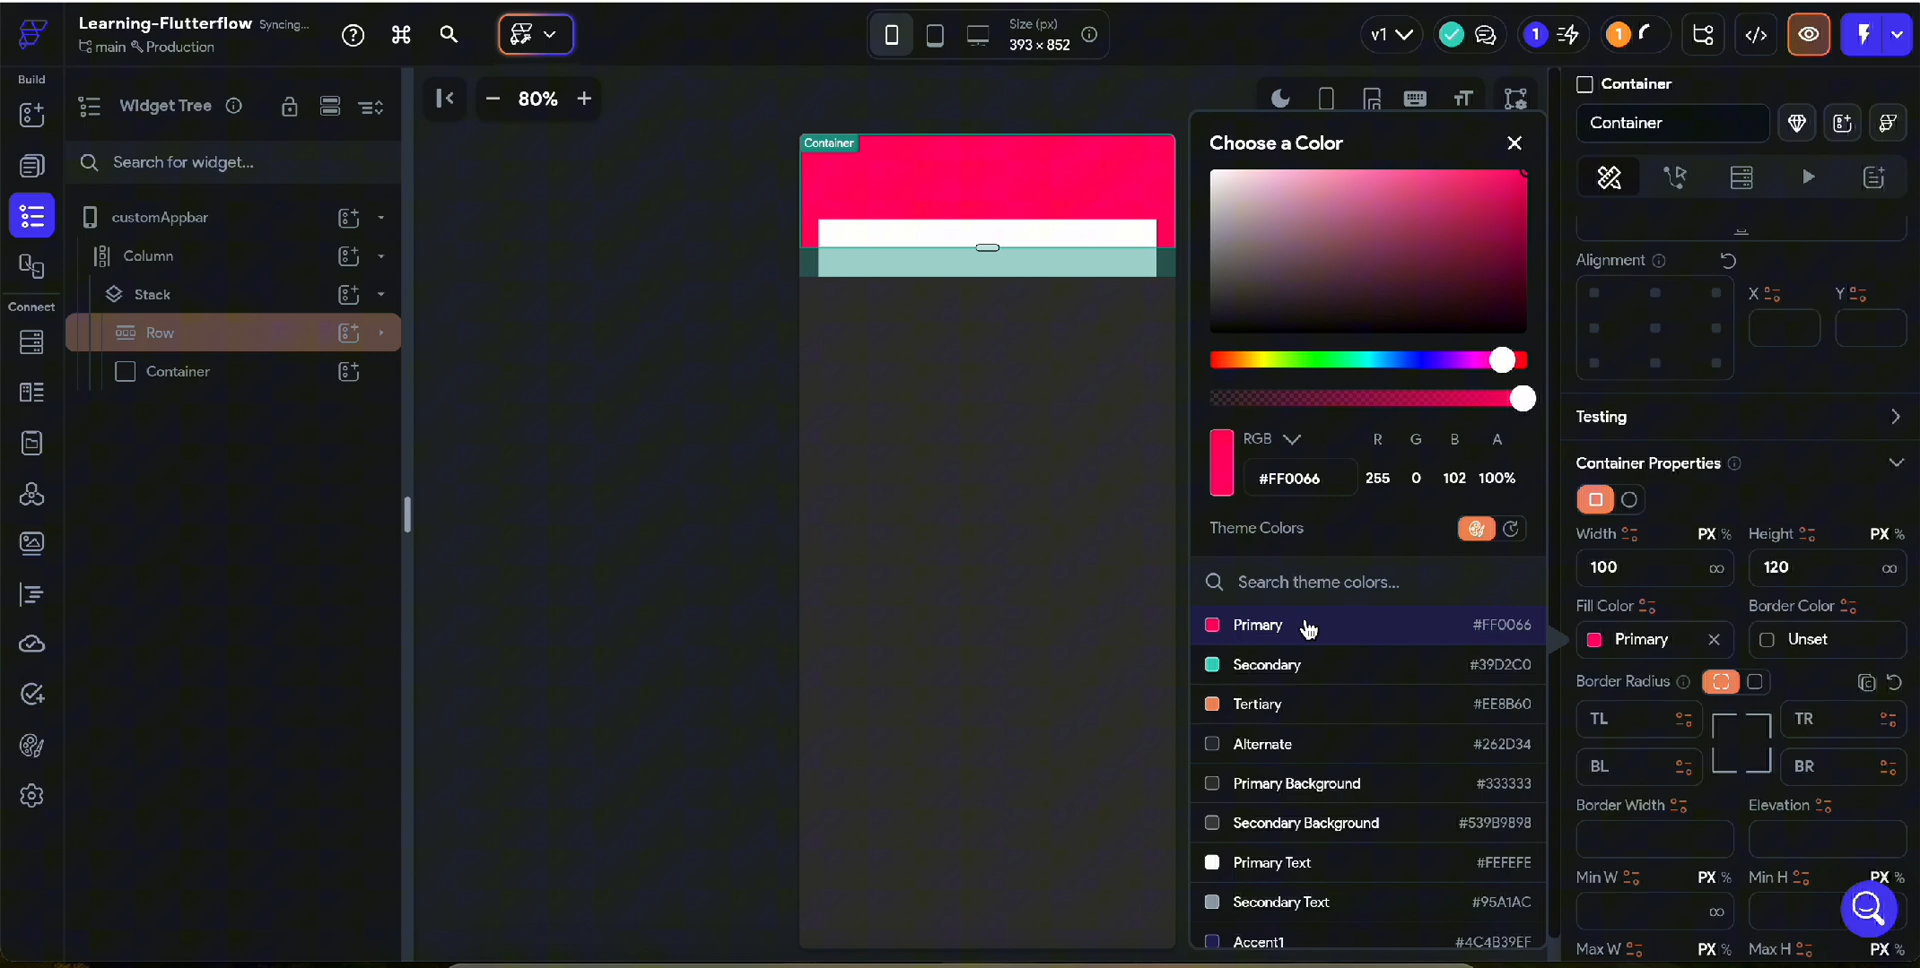 Learning-Flutterflow Syncing...
main Production
Size (px)
393 × 852
v1
1
1
Build
Connect
Widget Tree
Search for widget...
customAppbar
Column
Stack
Row
Container
80%
Container
Choose a Color
RGB R G B A
#FF0066 255 0 102 100%
Theme Colors
Search theme colors...
Primary #FF0066
Secondary #39D2C0
Tertiary #EE8B60
Alternate #262D34
Primary Background #333333
Secondary Background #539B9B98
Primary Text #FEFEFE
Secondary Text #95A1AC
Accent1 #4C4B39EF
Container
Container
Alignment
X Y
Testing
Container Properties
Width PX % Height PX %
100 ∞ 120 ∞
Fill Color Border Color
Primary Unset
Border Radius
TL TR
BL BR
Border Width Elevation
Min W PX % Min H PX %
∞
Max W PX % Max H PX %